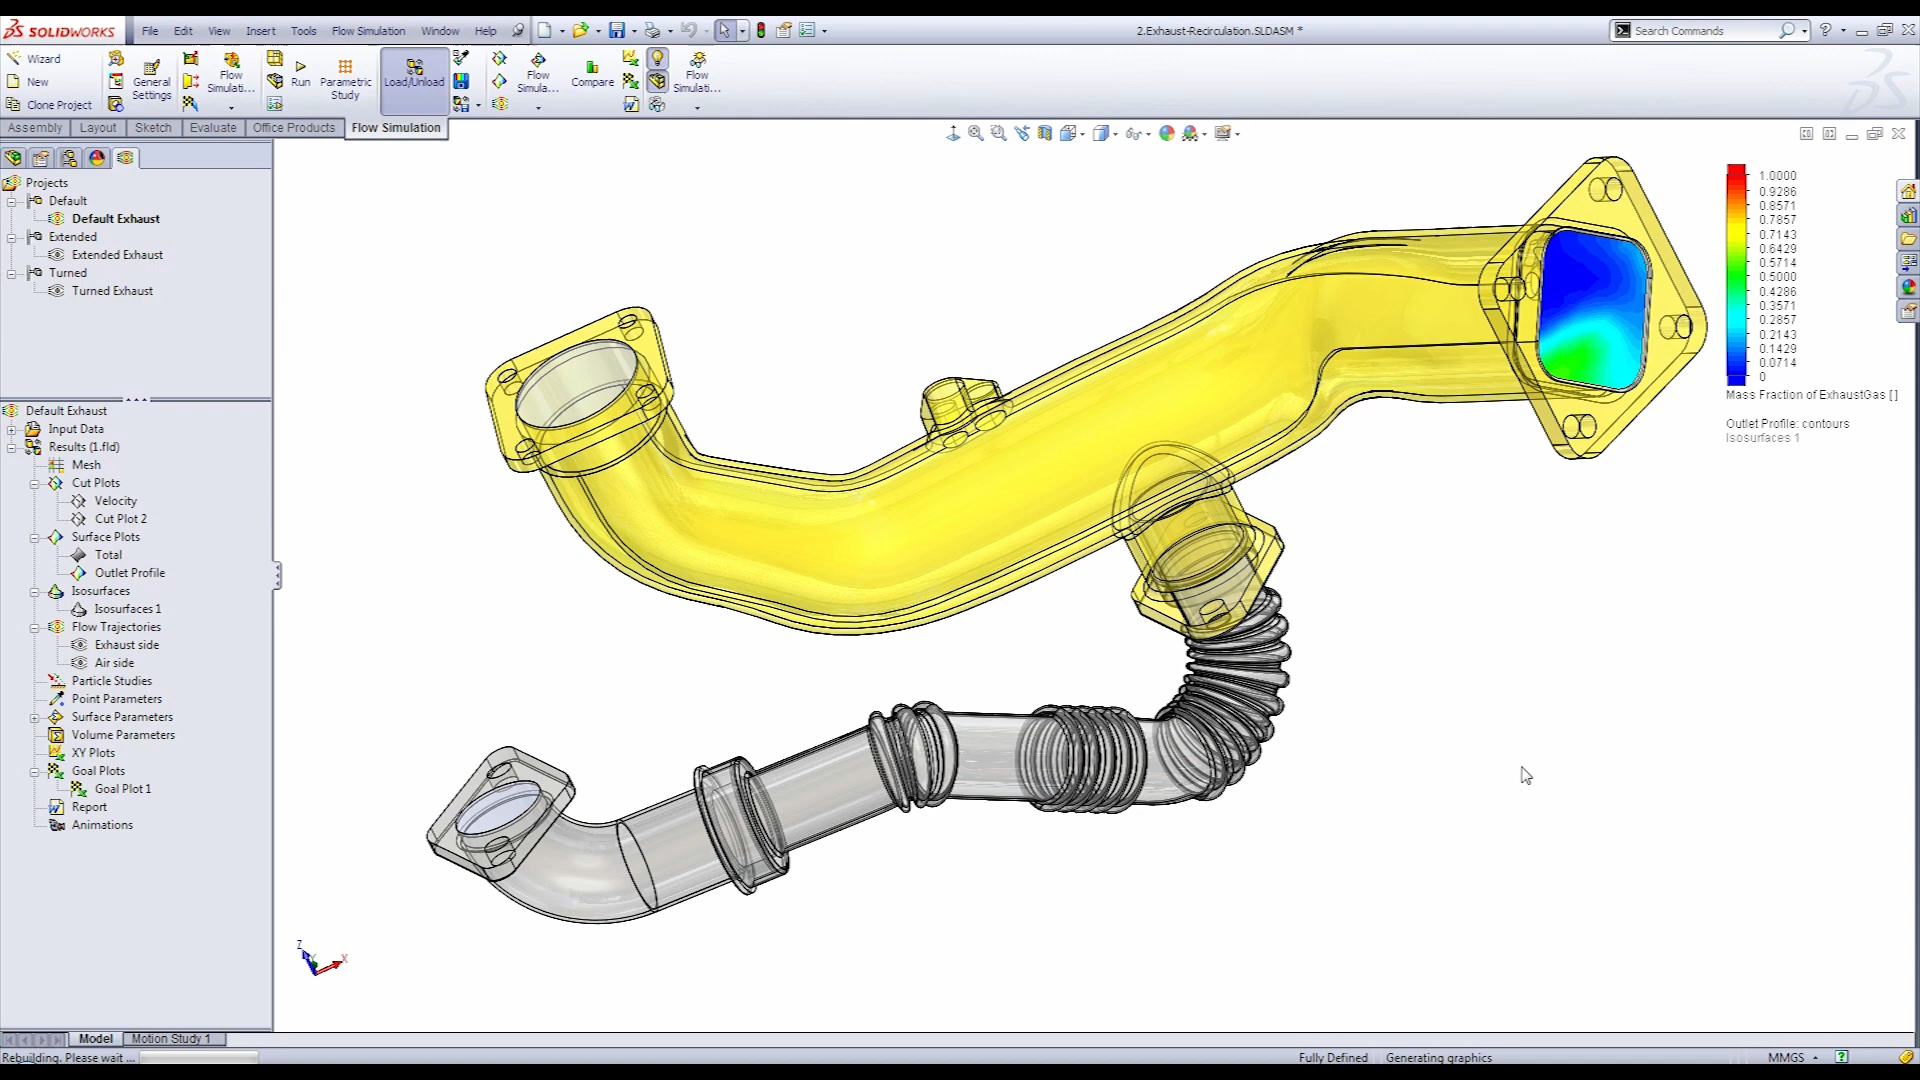 SOLIDWORKS File Edit View Insert Tools Flow Simulation Window Help 2.Exhaust-Recirculation.SLDASM * Search Commands
Wizard
New
Clone Project
General Settings
Flow Simulati...
Run
Parametric Study
Load/Unload
Flow Simula...
Compare
Flow Simulati...
Assembly Layout Sketch Evaluate Office Products Flow Simulation
Projects
Default
Default Exhaust
Extended
Extended Exhaust
Turned
Turned Exhaust
Default Exhaust
Input Data
Results (1.fld)
Mesh
Cut Plots
Velocity
Cut Plot 2
Surface Plots
Total
Outlet Profile
Isosurfaces
Isosurfaces 1
Flow Trajectories
Exhaust side
Air side
Particle Studies
Point Parameters
Surface Parameters
Volume Parameters
XY Plots
Goal Plots
Goal Plot 1
Report
Animations
1.0000
0.9286
0.8571
0.7857
0.7143
0.6429
0.5714
0.5000
0.4286
0.3571
0.2857
0.2143
0.1429
0.0714
0
Mass Fraction of ExhaustGas [ ]
Outlet Profile: contours
Isosurfaces 1
Z
Y
X
Model Motion Study 1
Rebuilding. Please wait ... Fully Defined Generating graphics MMGS